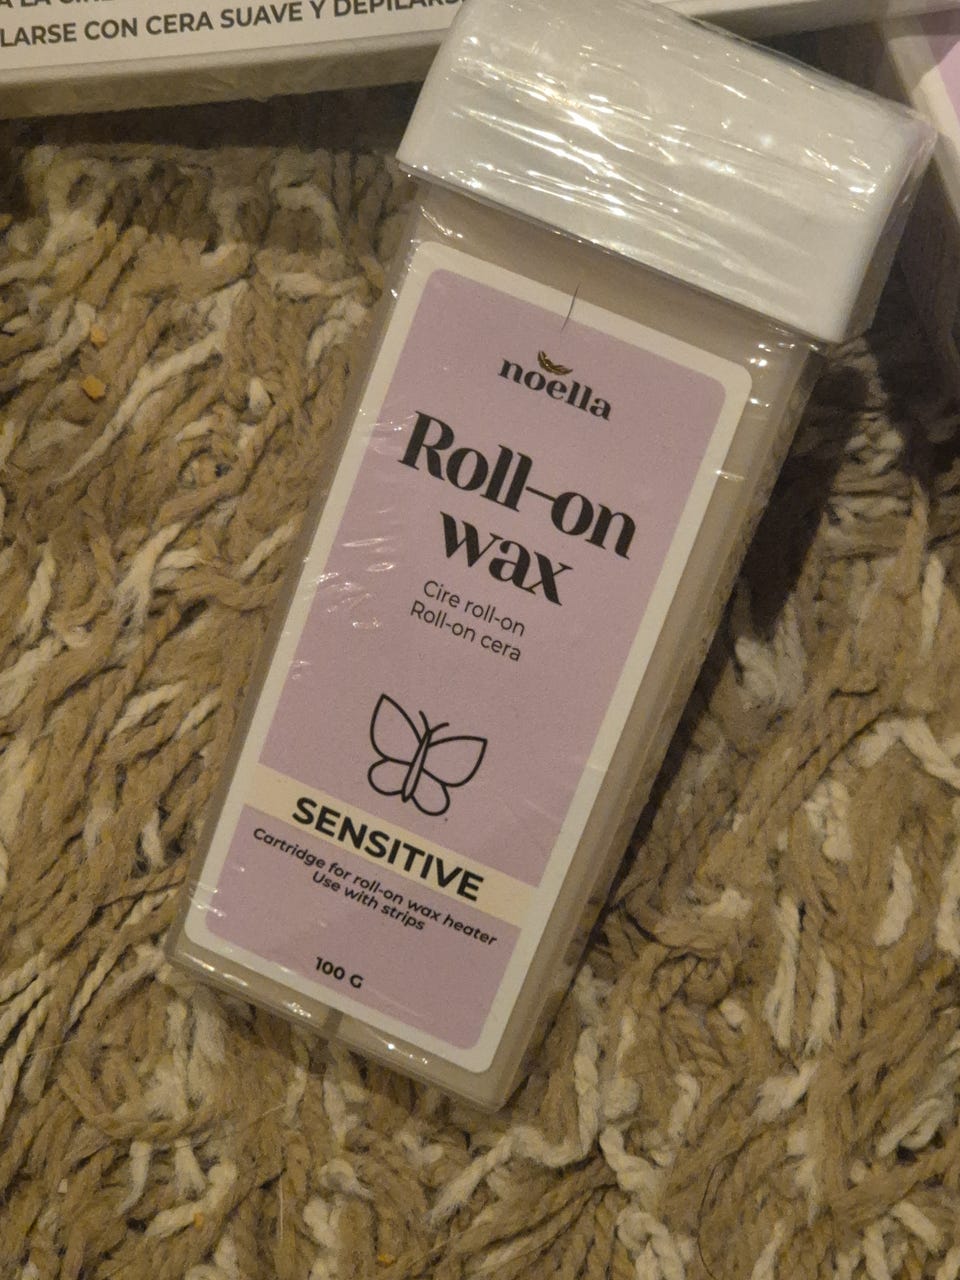 A LA
LARSE CON CERA SUAVE Y DEPILARS
noella
Roll-on
wax
Cire roll-on
Roll-on cera
SENSITIVE
Cartridge for roll-on wax heater
Use with strips
100 G